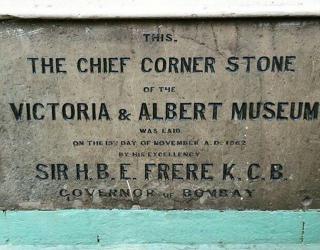 THIS.
THE CHIEF CORNER STONE
OF THE
VICTORIA & ALBERT MUSEUM
WAS LAID
ON THE 19TH DAY OF NOVEMBER A.D. 1862
BY HIS EXCELLENCY
SIR H.B.E. FRERE K.C.B.
GOVERNOR OF BOMBAY